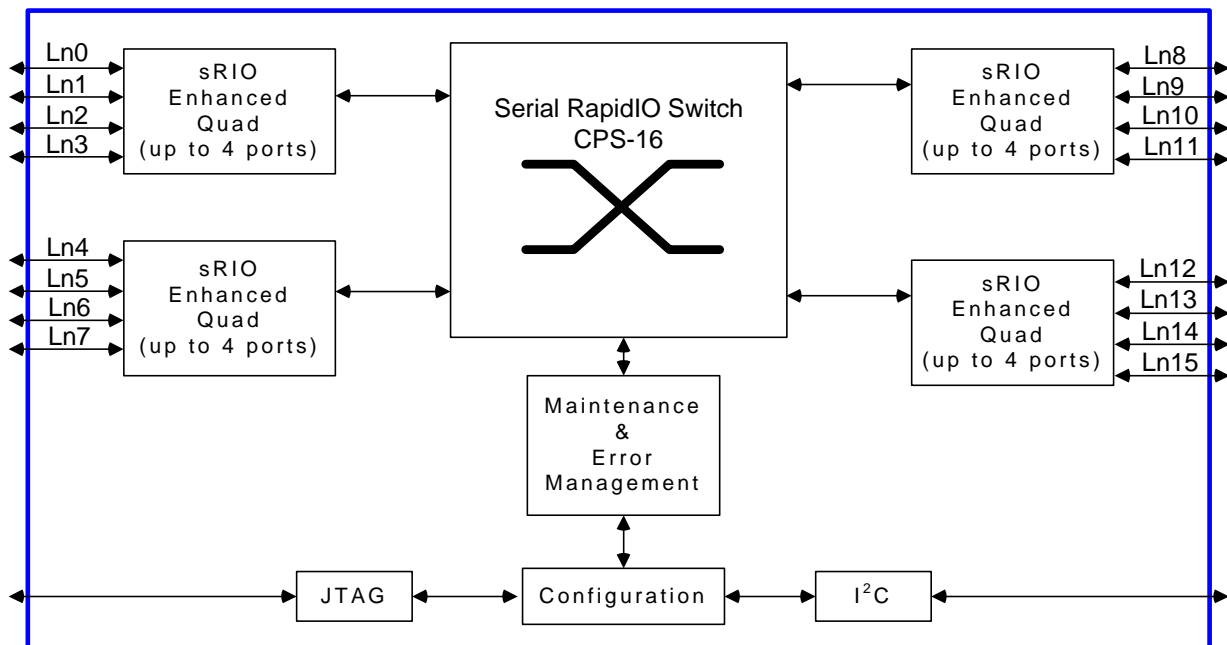 Ln0
Ln1
Ln2
Ln3
sRIO
Enhanced
Quad
(up to 4 ports)
Ln4
Ln5
Ln6
Ln7
sRIO
Enhanced
Quad
(up to 4 ports)
Serial RapidIO Switch
CPS-16
sRIO
Enhanced
Quad
(up to 4 ports)
Ln8
Ln9
Ln10
Ln11
sRIO
Enhanced
Quad
(up to 4 ports)
Ln12
Ln13
Ln14
Ln15
Maintenance
&
Error
Management
JTAG
Configuration
I²C